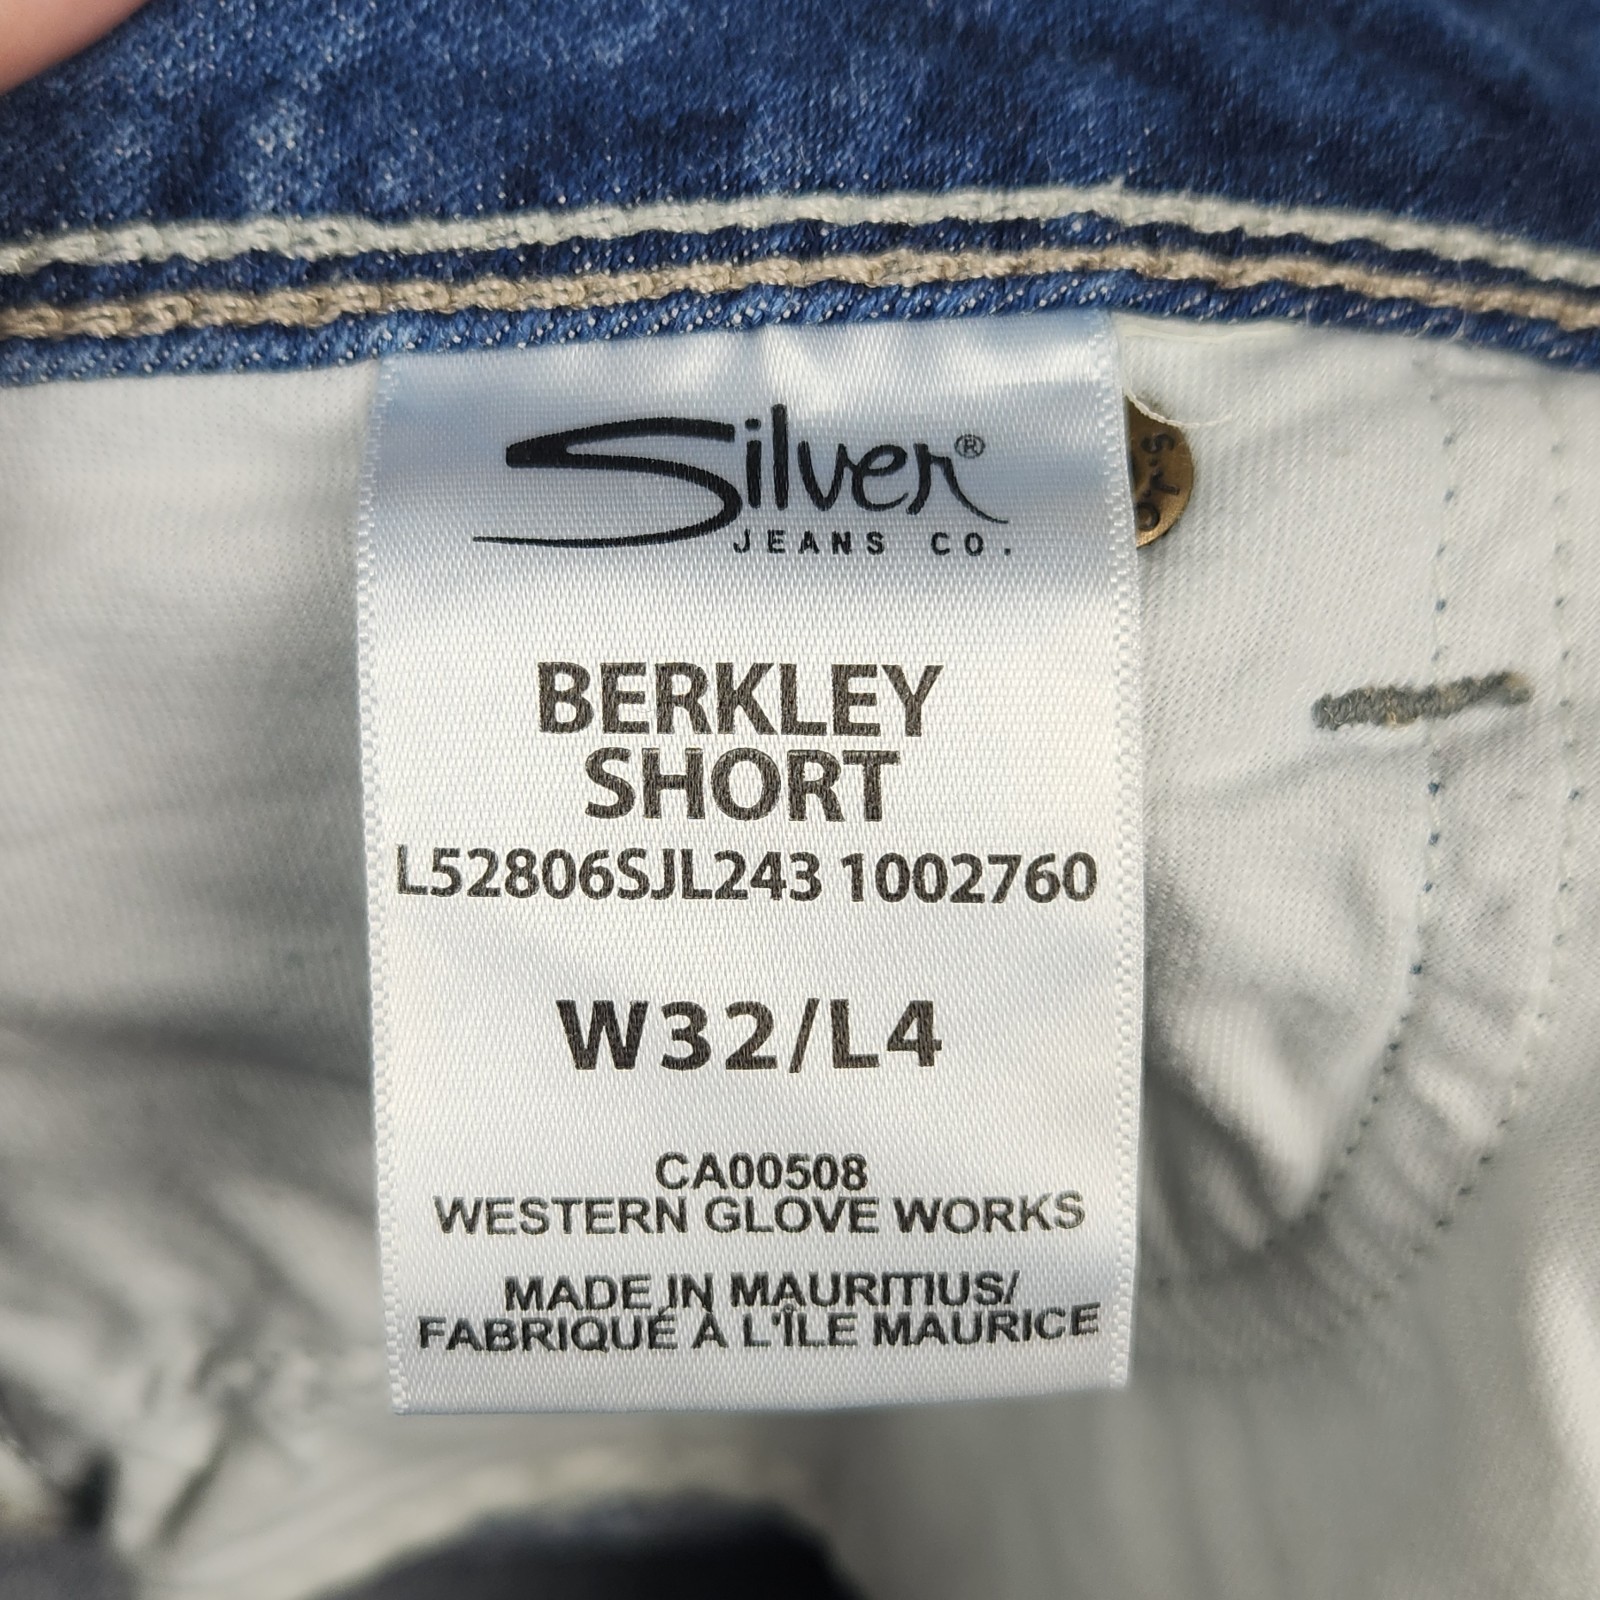 Silver®
JEANS CO.
BERKLEY
SHORT
L52806SJL243 1002760
W32/L4
CA00508
WESTERN GLOVE WORKS
MADE IN MAURITIUS/
FABRIQUÉ À L'ÎLE MAURICE